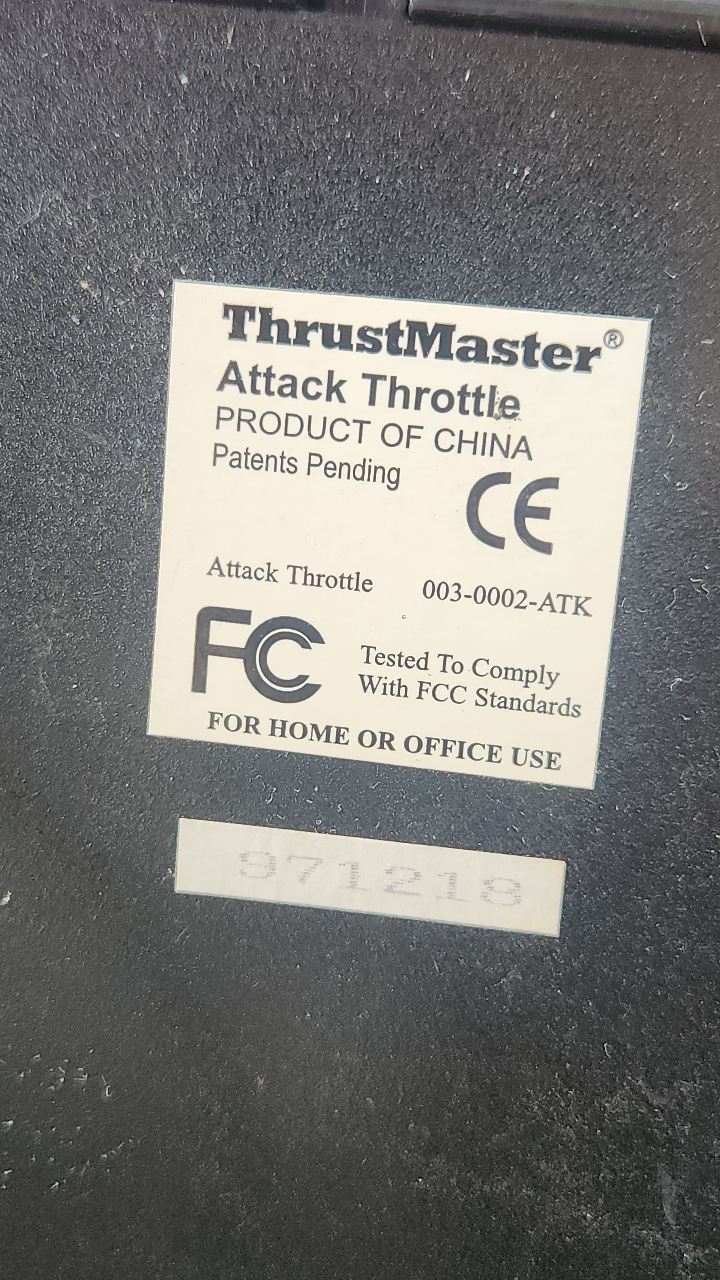 ThrustMaster®
Attack Throttle
PRODUCT OF CHINA
Patents Pending
CE
Attack Throttle 003-0002-ATK
FC
Tested To Comply
With FCC Standards
FOR HOME OR OFFICE USE
971218